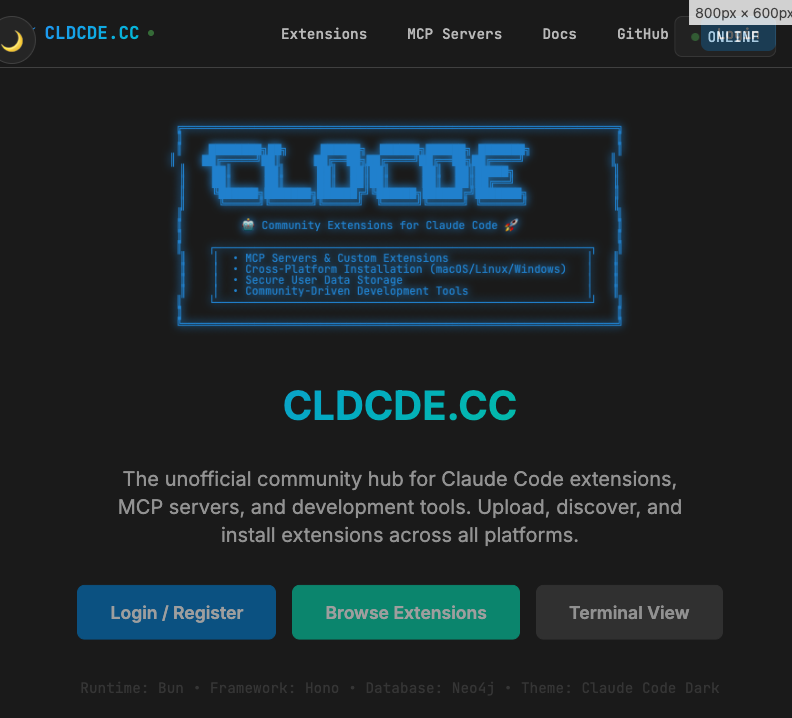 CLDCDE.CC
Extensions
MCP Servers
Docs
GitHub
800px × 600px
ONLINE
CLDCDE
Community Extensions for Claude Code
• MCP Servers & Custom Extensions
• Cross-Platform Installation (macOS/Linux/Windows)
• Secure User Data Storage
• Community-Driven Development Tools
CLDCDE.CC
The unofficial community hub for Claude Code extensions,
MCP servers, and development tools. Upload, discover, and
install extensions across all platforms.
Login / Register
Browse Extensions
Terminal View
Runtime: Bun • Framework: Hono • Database: Neo4j • Theme: Claude Code Dark